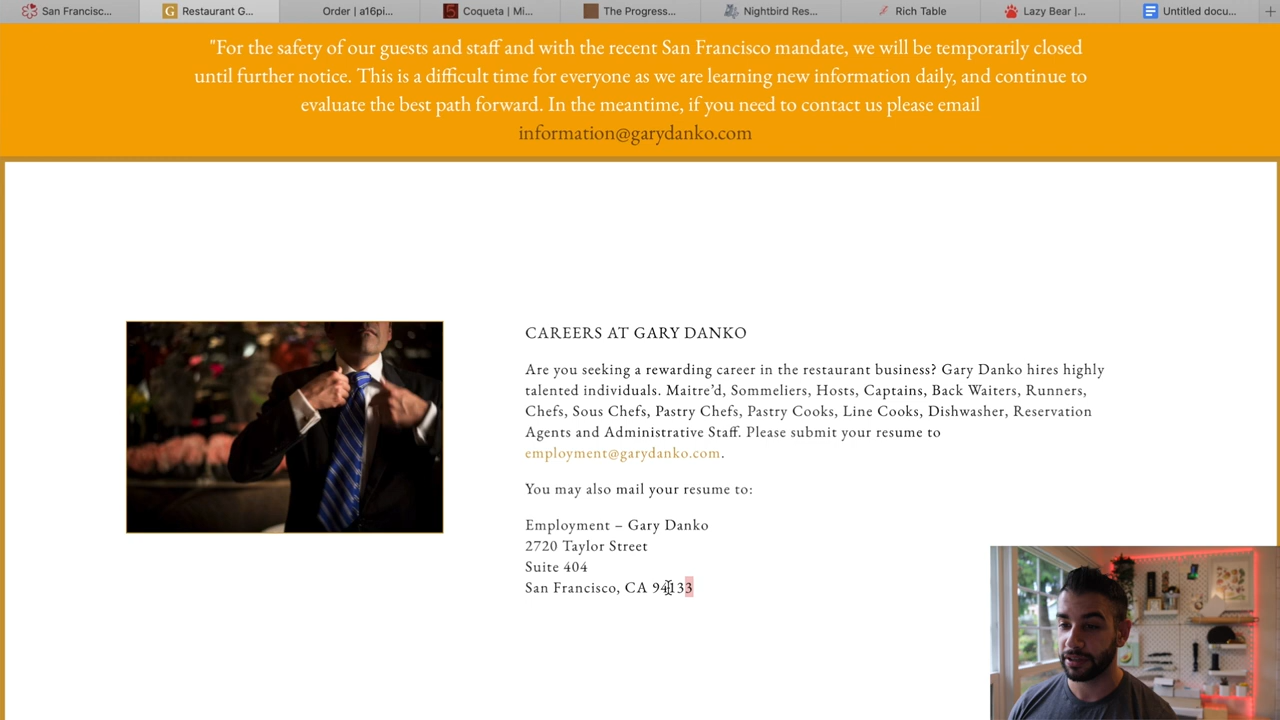 San Francisc...
Restaurant G...
Order | a16pi...
Coqueta | Mi...
The Progress...
Nightbird Res...
Rich Table
Lazy Bear |...
Untitled docu...
"For the safety of our guests and staff and with the recent San Francisco mandate, we will be temporarily closed
until further notice. This is a difficult time for everyone as we are learning new information daily, and continue to
evaluate the best path forward. In the meantime, if you need to contact us please email
information@garydanko.com
CAREERS AT GARY DANKO
Are you seeking a rewarding career in the restaurant business? Gary Danko hires highly
talented individuals. Maitre’d, Sommeliers, Hosts, Captains, Back Waiters, Runners,
Chefs, Sous Chefs, Pastry Chefs, Pastry Cooks, Line Cooks, Dishwasher, Reservation
Agents and Administrative Staff. Please submit your resume to
employment@garydanko.com.
You may also mail your resume to:
Employment – Gary Danko
2720 Taylor Street
Suite 404
San Francisco, CA 94133